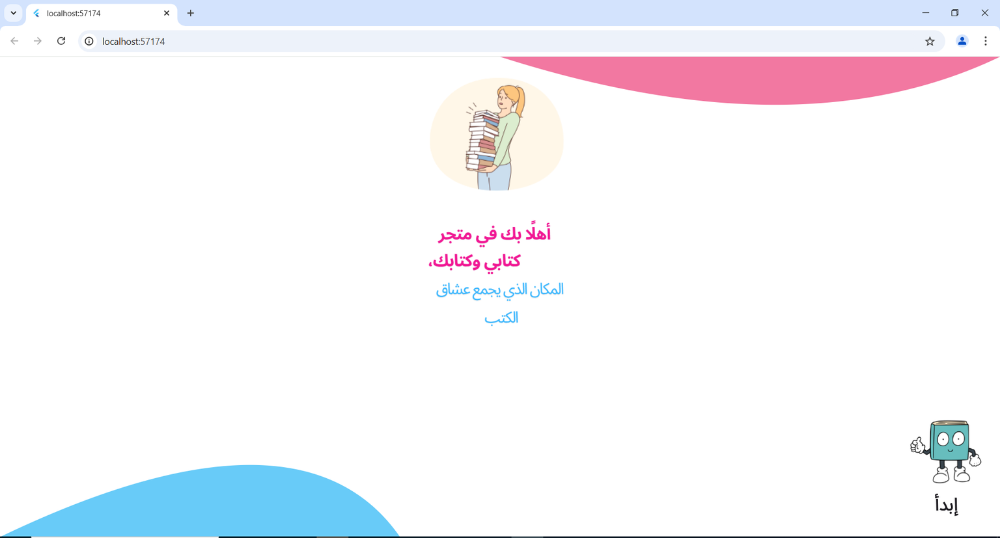 localhost:57174
localhost:57174
أهلًا بك في متجر
كتابي وكتابك،
المكان الذي يجمع عشاق
الكتب
إبدأ